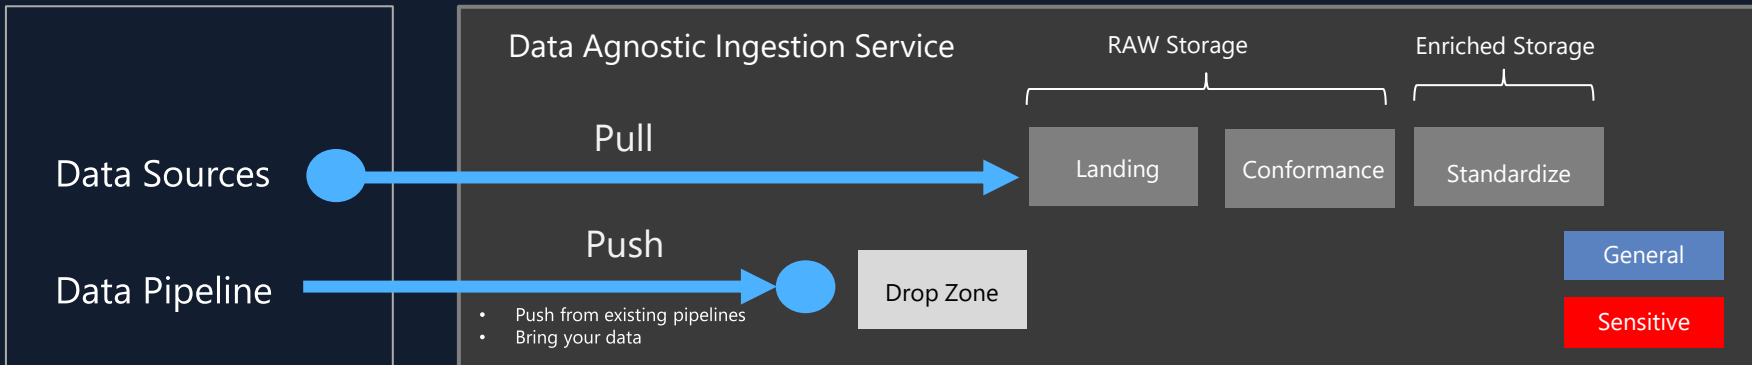 Data Agnostic Ingestion Service
RAW Storage
Enriched Storage
Data Sources
Pull
Landing
Conformance
Standardize
Data Pipeline
Push
• Push from existing pipelines
• Bring your data
Drop Zone
General
Sensitive